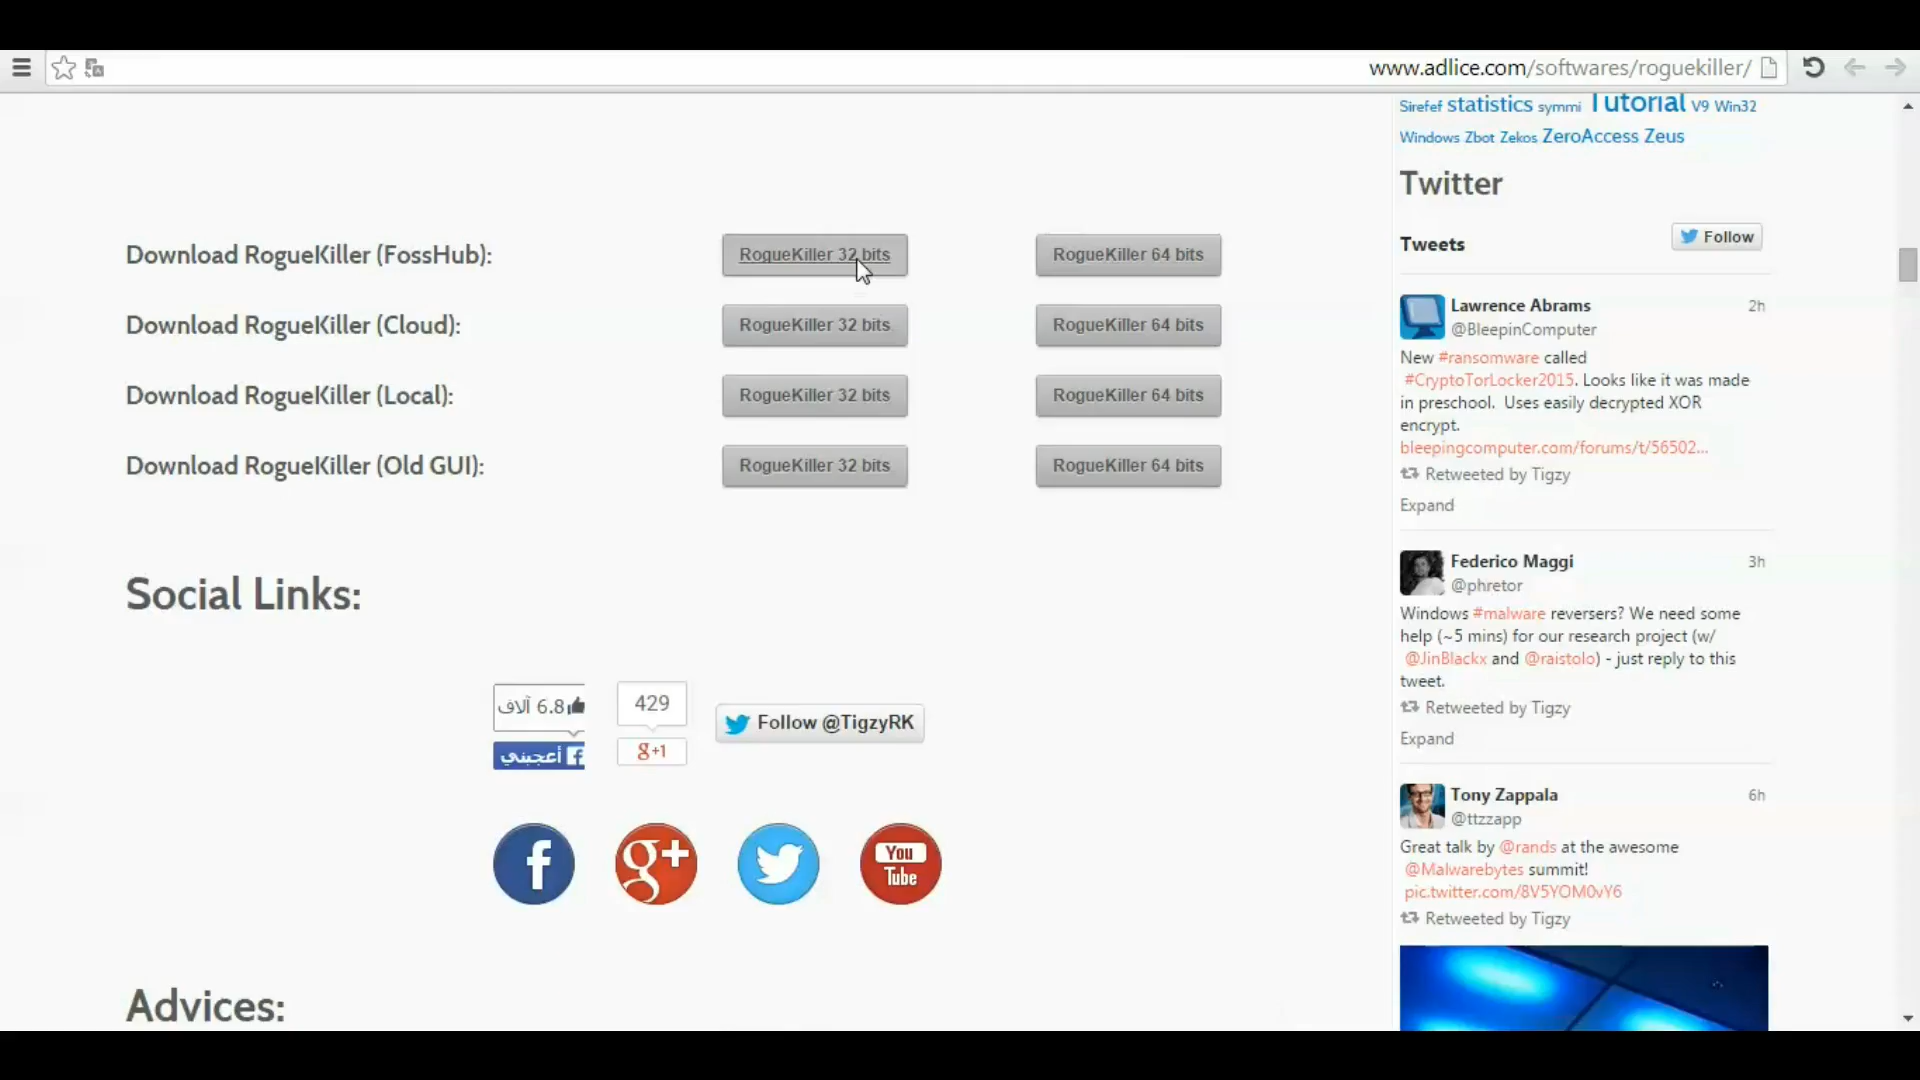 www.adlice.com/softwares/roguekiller/
Download RogueKiller (FossHub):
RogueKiller 32 bits
RogueKiller 64 bits
Download RogueKiller (Cloud):
RogueKiller 32 bits
RogueKiller 64 bits
Download RogueKiller (Local):
RogueKiller 32 bits
RogueKiller 64 bits
Download RogueKiller (Old GUI):
RogueKiller 32 bits
RogueKiller 64 bits
Social Links:
6.8 آلاف
أعجبني
429
g+1
Follow @TigzyRK
f
g+
You
Tube
Advices:
Sirefef statistics symmi Tutorial V9 Win32
Windows Zbot Zekos ZeroAccess Zeus
Twitter
Tweets
Follow
Lawrence Abrams 2h
@BleepinComputer
New #ransomware called
#CryptoTorLocker2015. Looks like it was made
in preschool. Uses easily decrypted XOR
encrypt.
bleepingcomputer.com/forums/t/56502...
Retweeted by Tigzy
Expand
Federico Maggi 3h
@phretor
Windows #malware reversers? We need some
help (~5 mins) for our research project (w/
@JinBlackx and @raistolo) - just reply to this
tweet.
Retweeted by Tigzy
Expand
Tony Zappala 6h
@ttzzapp
Great talk by @rands at the awesome
@Malwarebytes summit!
pic.twitter.com/8V5YOM0vY6
Retweeted by Tigzy